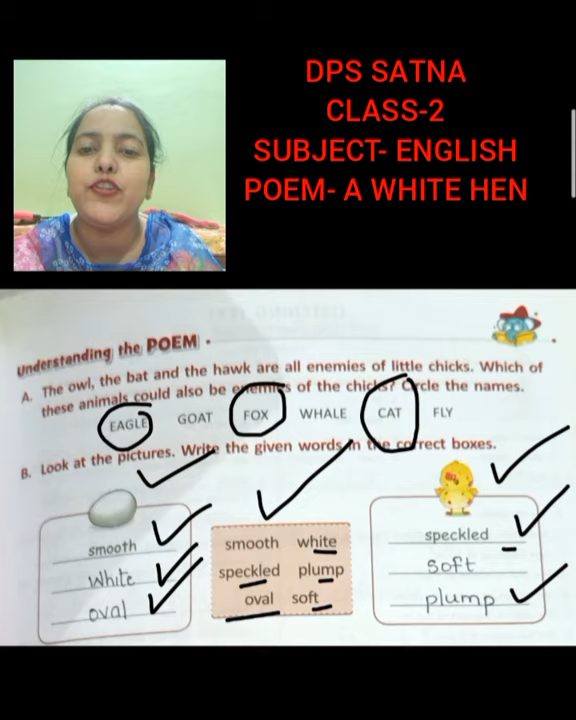 DPS SATNA
CLASS-2
SUBJECT- ENGLISH
POEM- A WHITE HEN
Understanding the POEM
A. The owl, the bat and the hawk are all enemies of little chicks. Which of
these animals could also be enemies of the chicks? Circle the names.
EAGLE GOAT FOX WHALE CAT FLY
B. Look at the pictures. Write the given words in the correct boxes.
smooth
White
oval
smooth white
speckled plump
oval soft
speckled
soft
plump